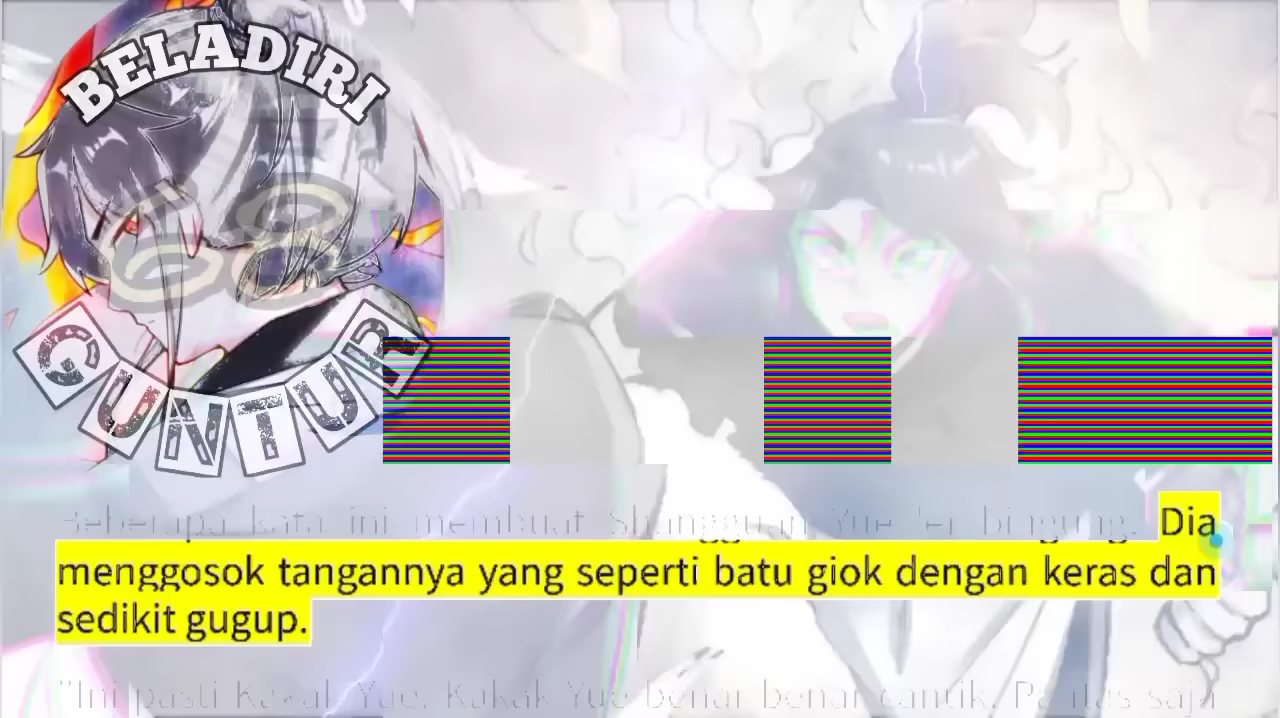 BELADIRI
GUNTUR
Beberapa kata ini membuat Shangguan Yue'er bingung. Dia
menggosok tangannya yang seperti batu giok dengan keras dan
sedikit gugup.
"Ini pasti Kakak Yue. Kakak Yue benar benar cantik. Pantas saja